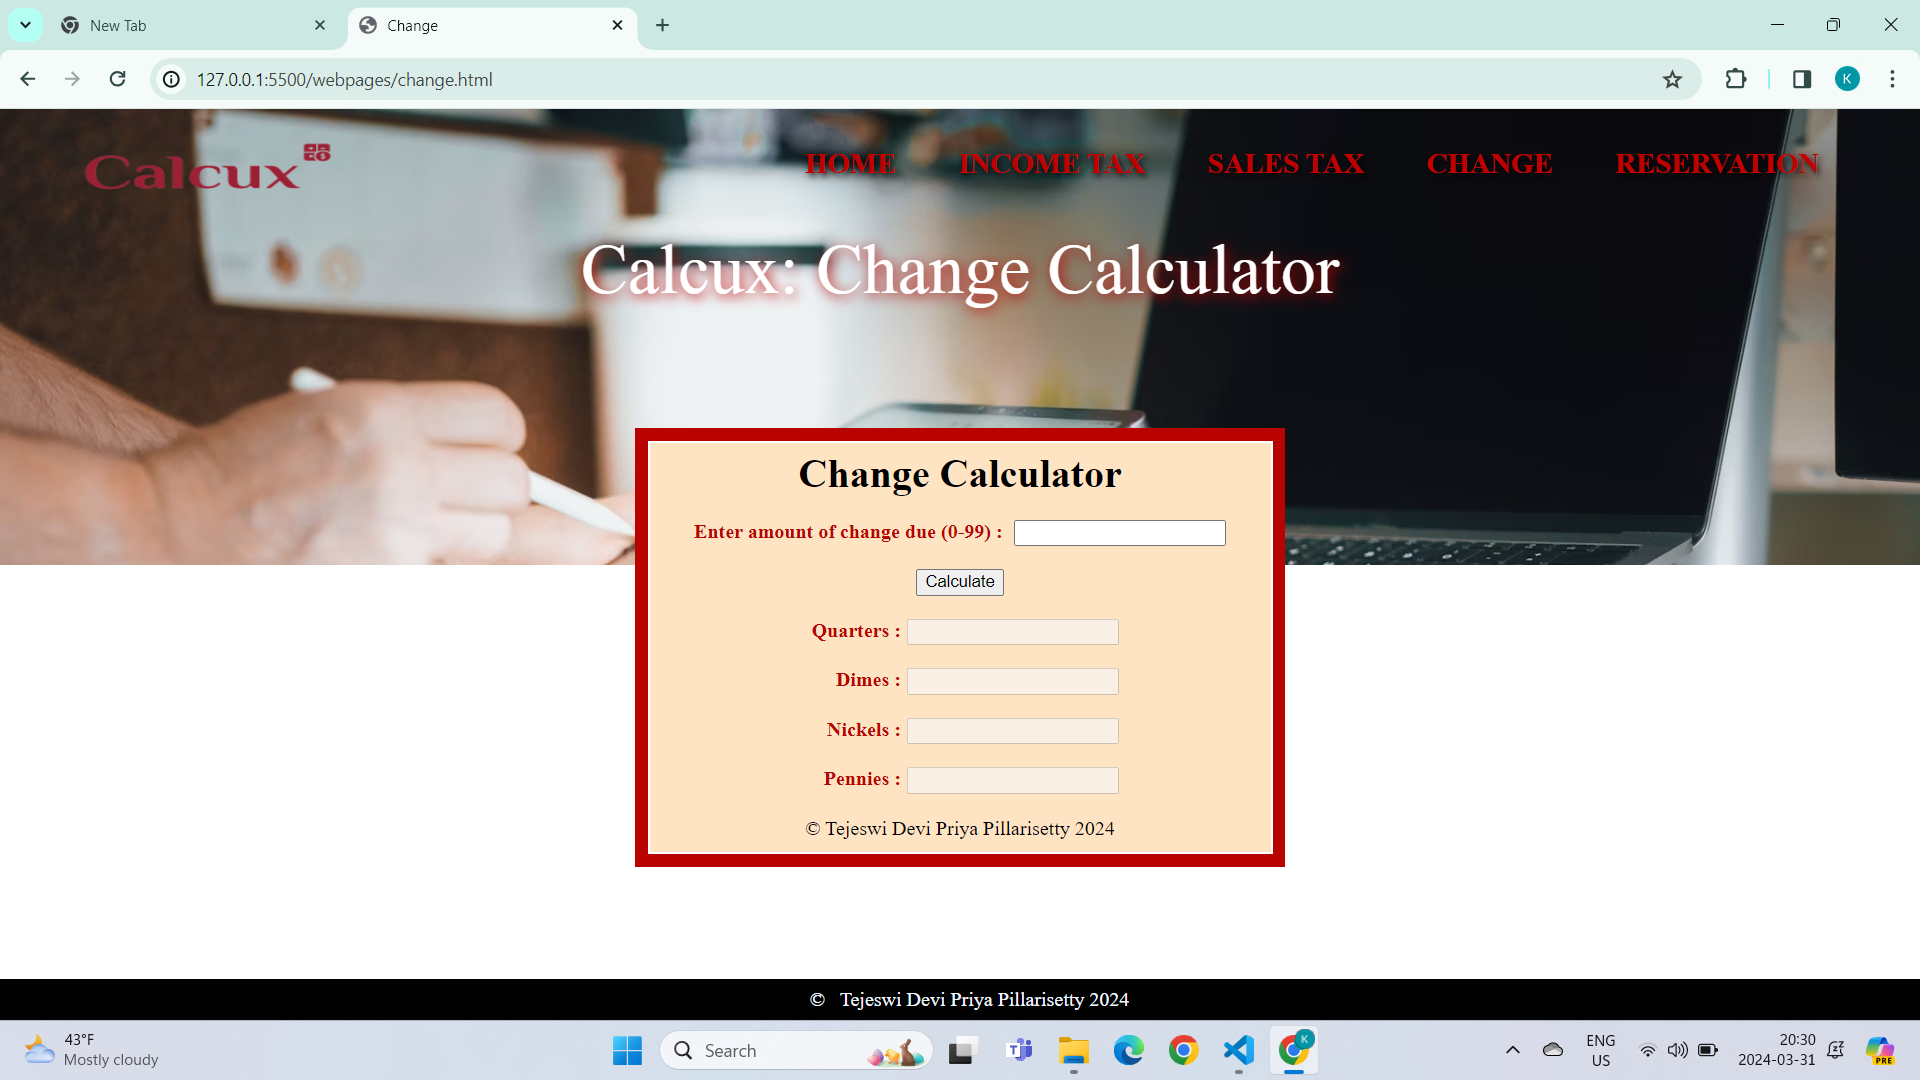 New Tab
Change
127.0.0.1:5500/webpages/change.html
K
Calcux
HOME INCOME TAX SALES TAX CHANGE RESERVATION
Calcux: Change Calculator
Change Calculator
Enter amount of change due (0-99) :
Calculate
Quarters :
Dimes :
Nickels :
Pennies :
© Tejeswi Devi Priya Pillarisetty 2024
© Tejeswi Devi Priya Pillarisetty 2024
43°F
Mostly cloudy
Search
T
K
ENG
US
20:30
2024-03-31
PRE